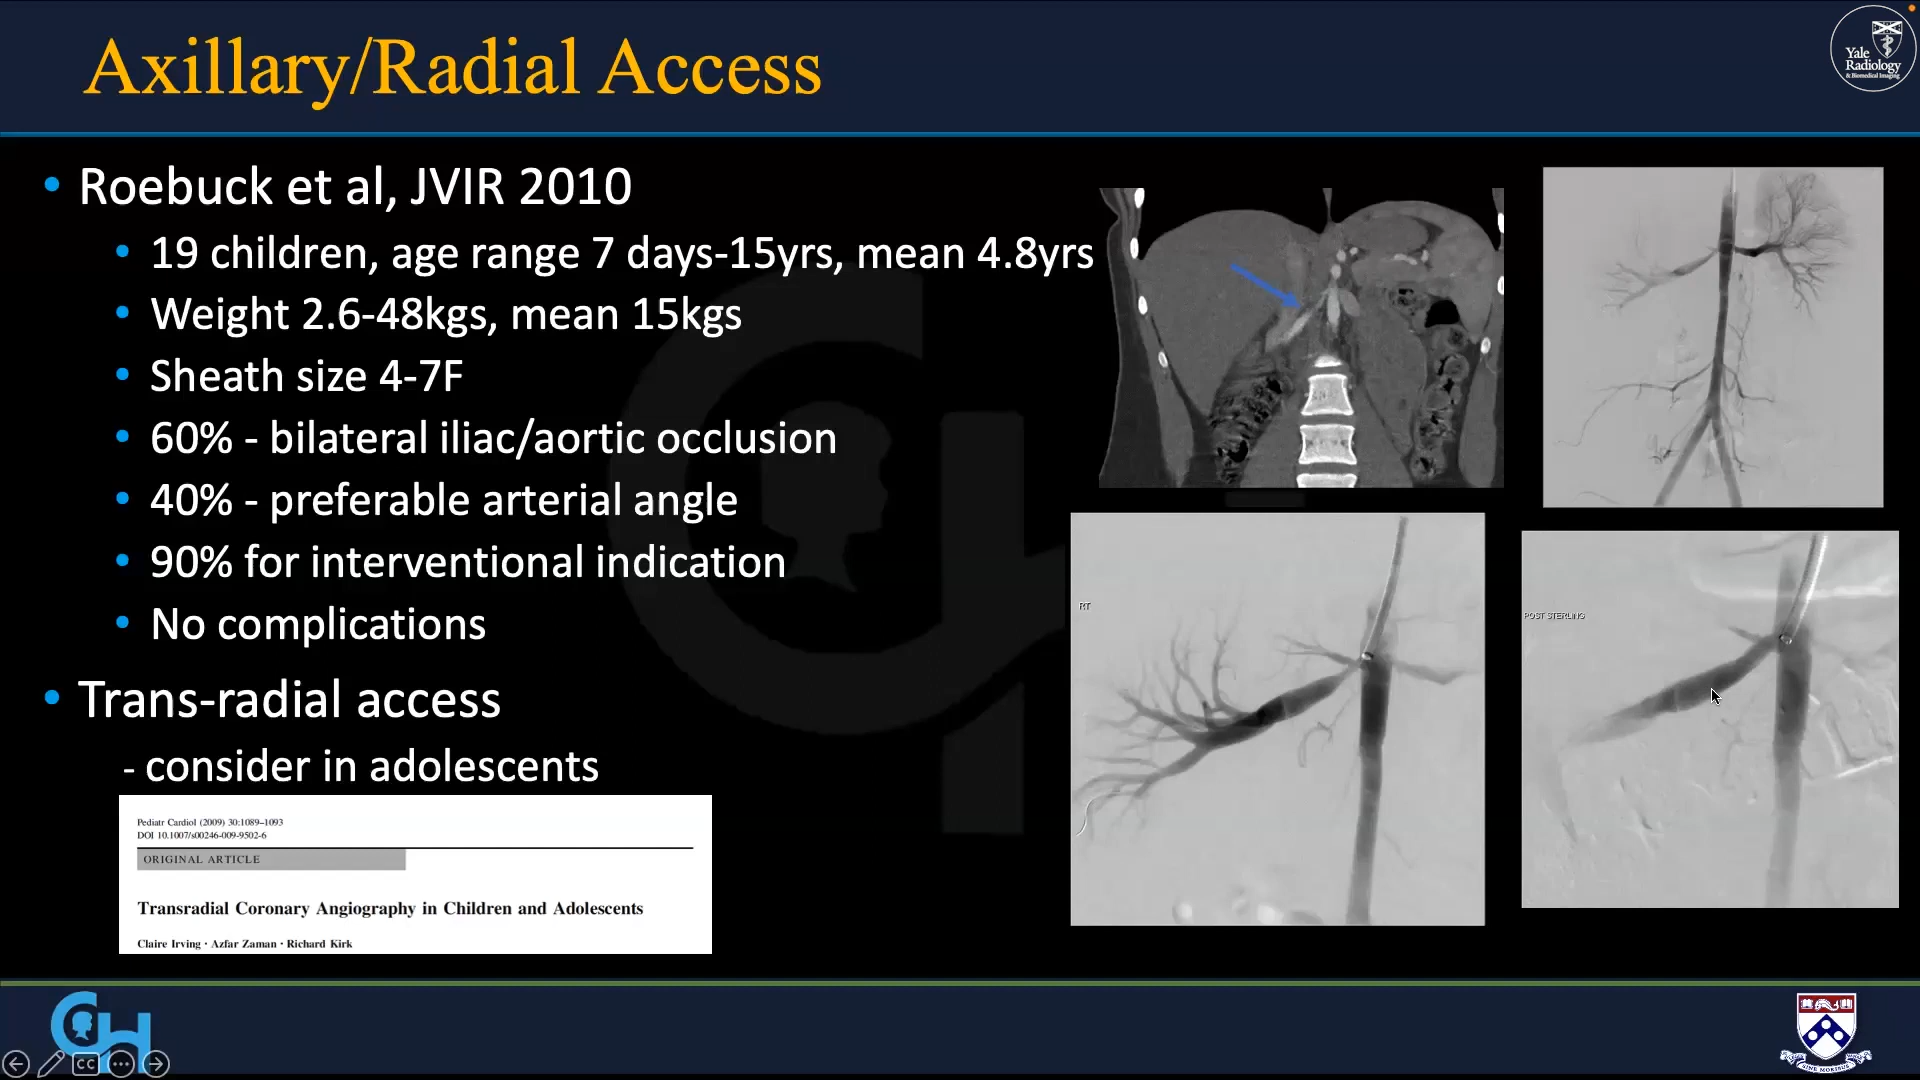 Axillary/Radial Access
Yale
Radiology
& Biomedical Imaging
• Roebuck et al, JVIR 2010
• 19 children, age range 7 days-15yrs, mean 4.8yrs
• Weight 2.6-48kgs, mean 15kgs
• Sheath size 4-7F
• 60% - bilateral iliac/aortic occlusion
• 40% - preferable arterial angle
• 90% for interventional indication
• No complications
• Trans-radial access
- consider in adolescents
Pediatr Cardiol (2009) 30:1089–1093
DOI 10.1007/s00246-009-9502-6
ORIGINAL ARTICLE
Transradial Coronary Angiography in Children and Adolescents
Claire Irving · Azfar Zaman · Richard Kirk
RT
POST STERLING
CH
CC